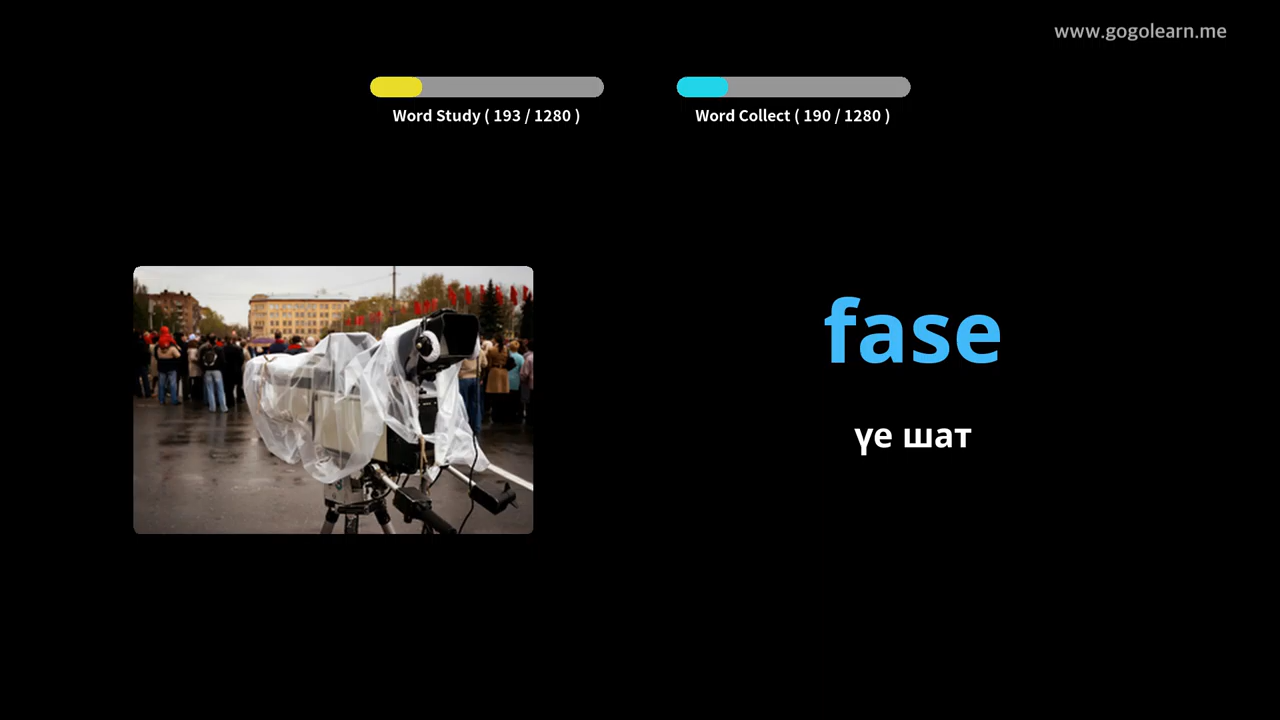 www.gogolearn.me
Word Study ( 193 / 1280 )
Word Collect ( 190 / 1280 )
fase
үе шат